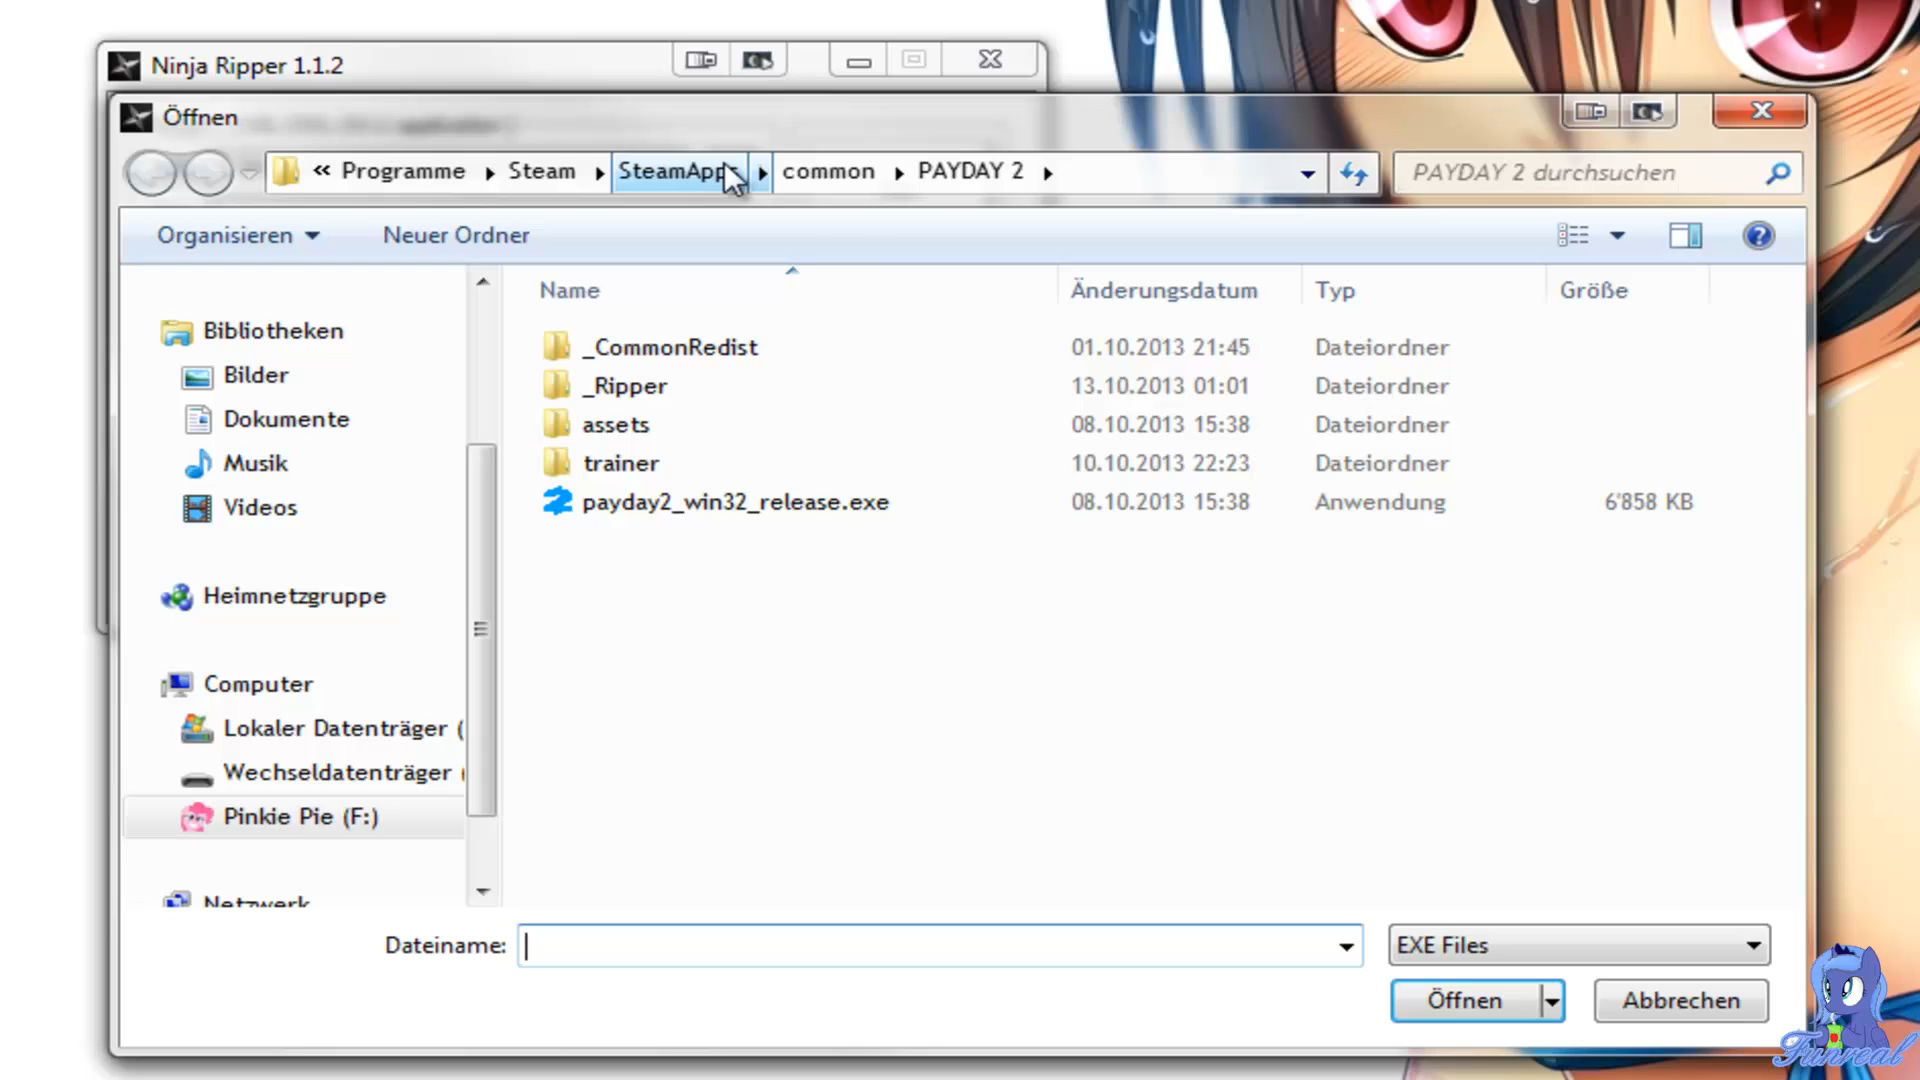 Ninja Ripper 1.1.2
Öffnen
« Programme Steam SteamApps common PAYDAY 2
PAYDAY 2 durchsuchen
Organisieren Neuer Ordner
Name Änderungsdatum Typ Größe
Bibliotheken
Bilder
Dokumente
Musik
Videos
Heimnetzgruppe
Computer
Lokaler Datenträger (
Wechseldatenträger (
Pinkie Pie (F:)
Netzwerk
_CommonRedist 01.10.2013 21:45 Dateiordner
_Ripper 13.10.2013 01:01 Dateiordner
assets 08.10.2013 15:38 Dateiordner
trainer 10.10.2013 22:23 Dateiordner
payday2_win32_release.exe 08.10.2013 15:38 Anwendung 6'858 KB
Dateiname:
EXE Files
Öffnen Abbrechen
Funreal